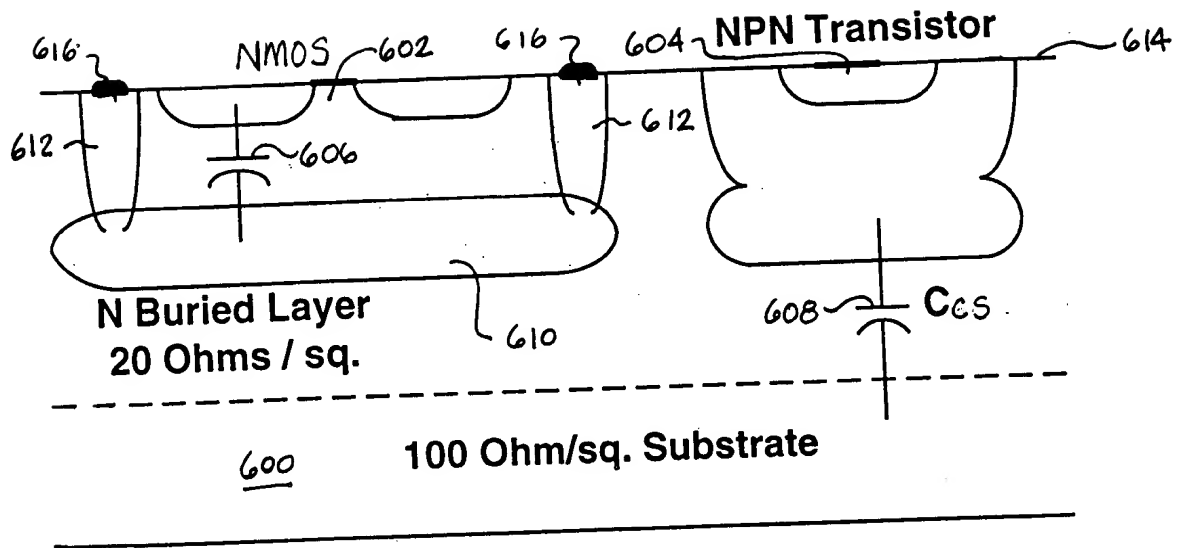 616
NMOS
602
616
604
NPN Transistor
614
612
606
612
N Buried Layer
20 Ohms / sq.
610
608
CCS
600
100 Ohm/sq. Substrate